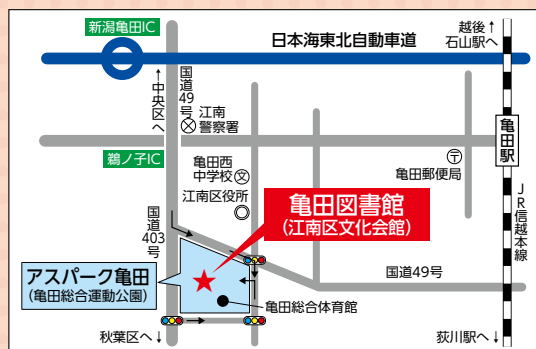 新潟亀田IC
越後↑
石山駅へ
日本海東北自動車道
↑中央区へ
国道49号
江南
警察署
鵜ノ子IC
亀田西
中学校
文
江南区役所
〒
亀田郵便局
亀田駅
JR信越本線
亀田図書館
(江南区文化会館)
国道403号
アスパーク亀田
(亀田総合運動公園)
国道49号
亀田総合体育館
秋葉区へ↓
荻川駅へ↓